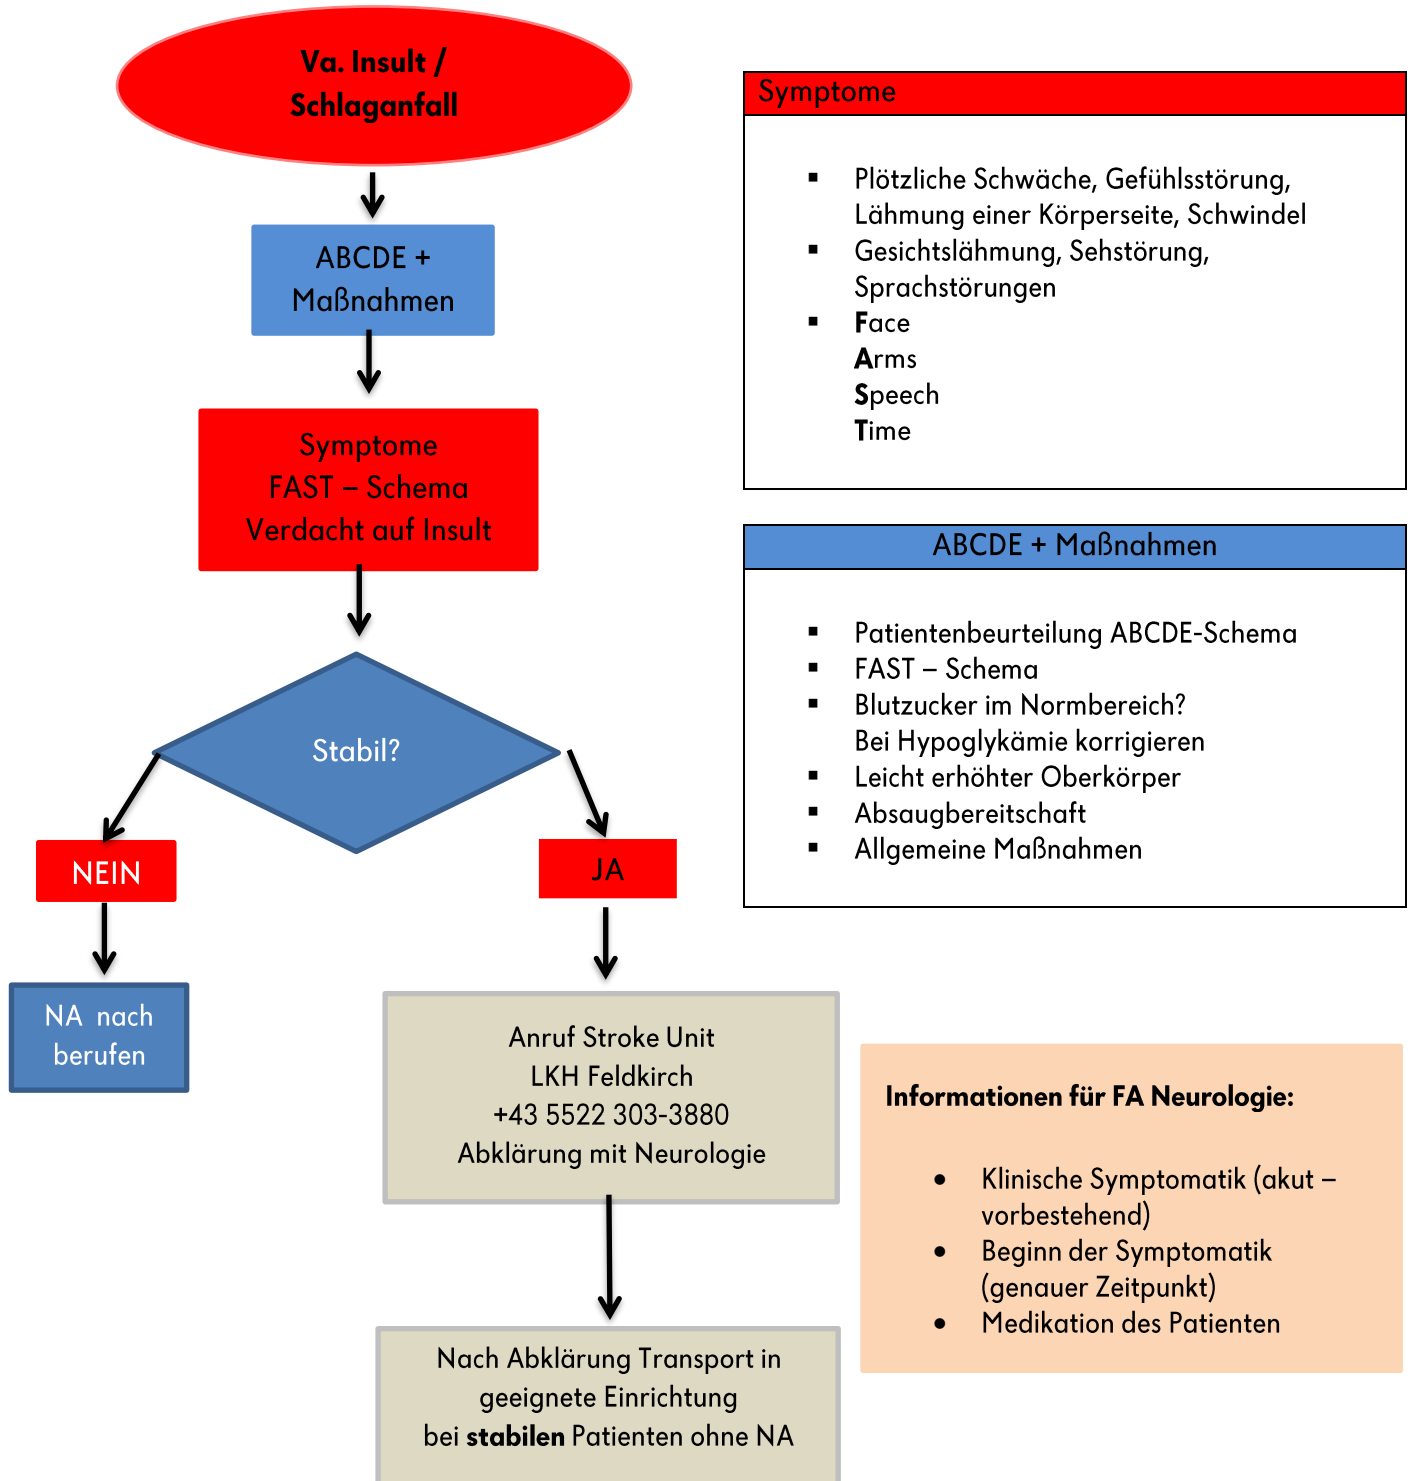 Va. Insult /
Schlaganfall
ABCDE +
Maßnahmen
Symptome
FAST – Schema
Verdacht auf Insult
Stabil?
NEIN
JA
NA  nach
berufen
Anruf Stroke Unit
LKH Feldkirch
+43 5522 303-3880
Abklärung mit Neurologie
Nach Abklärung Transport in
geeignete Einrichtung
bei stabilen Patienten ohne NA
Symptome
▪ Plötzliche Schwäche, Gefühlsstörung,
Lähmung einer Körperseite, Schwindel
▪ Gesichtslähmung, Sehstörung,
Sprachstörungen
▪ Face
Arms
Speech
Time
ABCDE + Maßnahmen
▪ Patientenbeurteilung ABCDE-Schema
▪ FAST – Schema
▪ Blutzucker im Normbereich?
Bei Hypoglykämie korrigieren
▪ Leicht erhöhter Oberkörper
▪ Absaugbereitschaft
▪ Allgemeine Maßnahmen
Informationen für FA Neurologie:
• Klinische Symptomatik (akut –
vorbestehend)
• Beginn der Symptomatik
(genauer Zeitpunkt)
• Medikation des Patienten